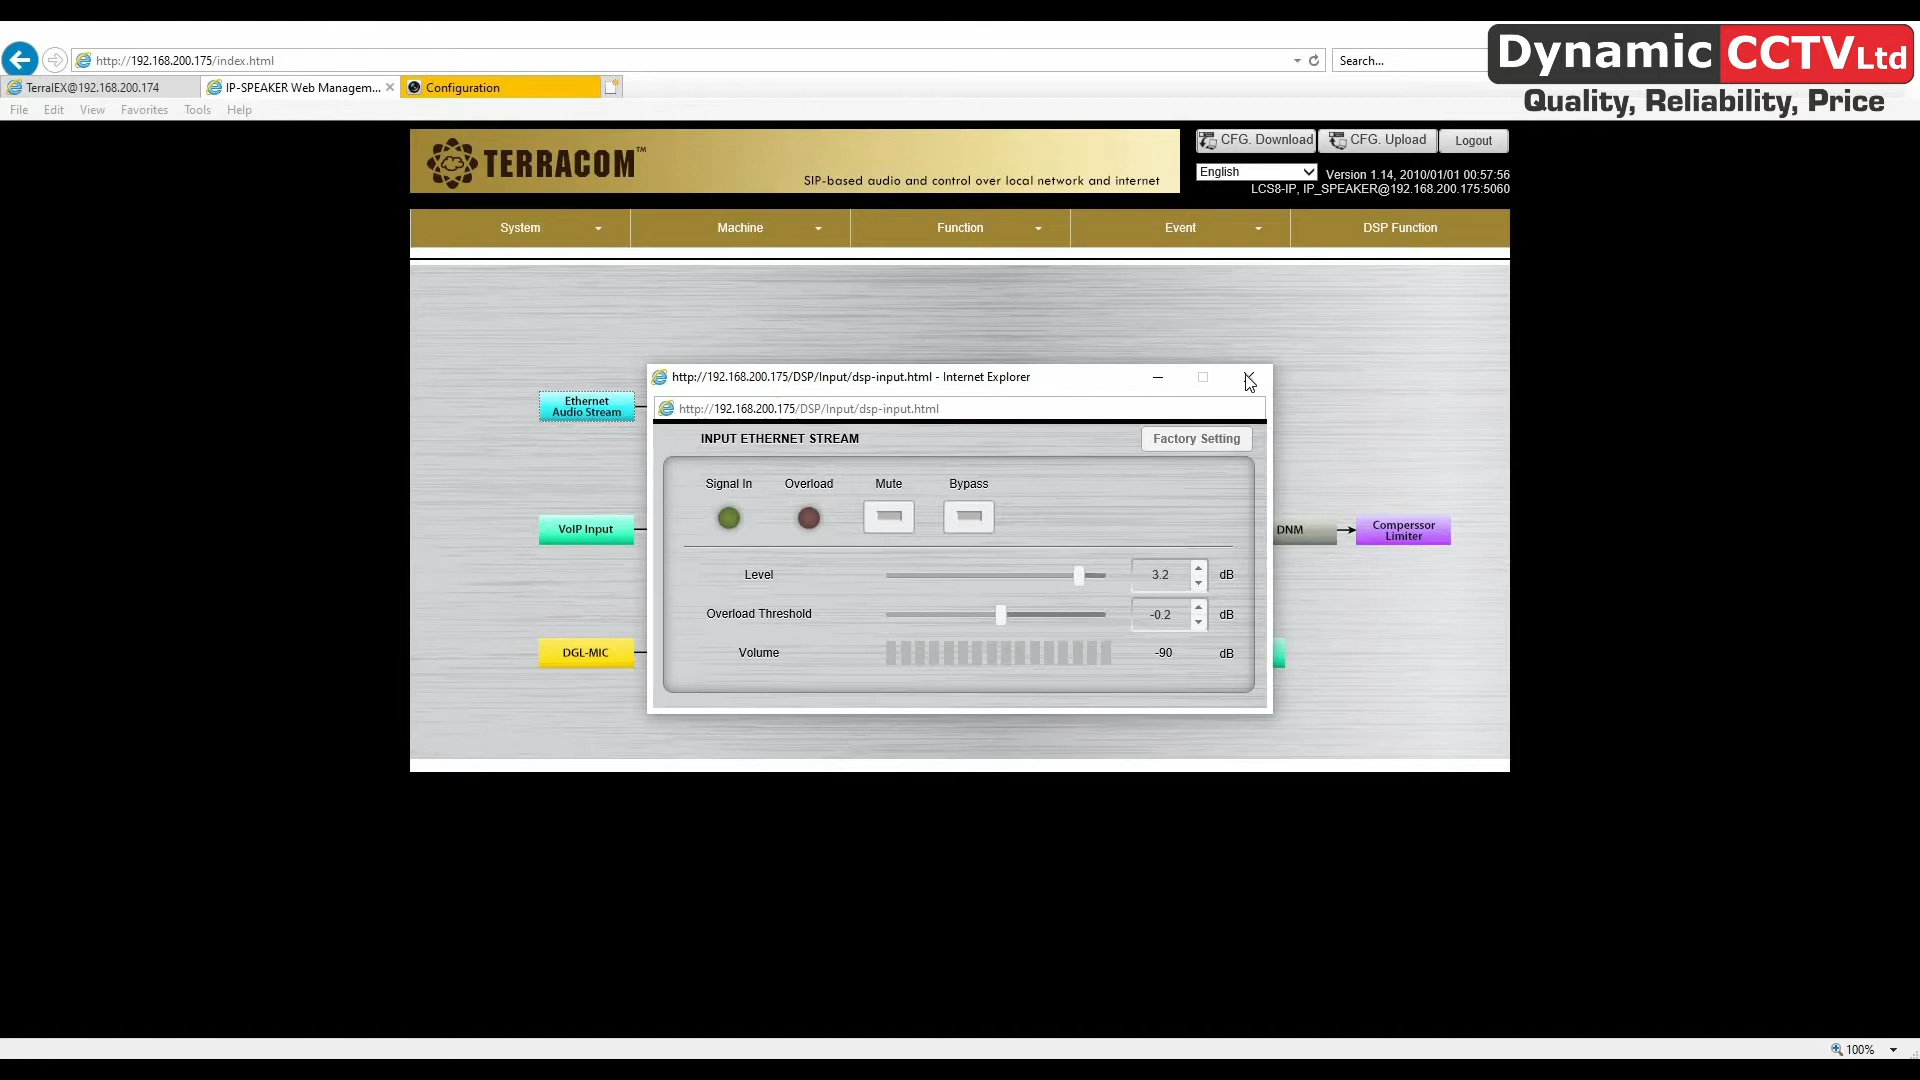 Dynamic CCTV Ltd
Quality, Reliability, Price
http://192.168.200.175/index.html
Search...
TerraIEX@192.168.200.174
IP-SPEAKER Web Managem...
Configuration
File Edit View Favorites Tools Help
TERRACOM™
SIP-based audio and control over local network and internet
CFG. Download
CFG. Upload
Logout
English
Version 1.14, 2010/01/01 00:57:56
LCS8-IP, IP_SPEAKER@192.168.200.175:5060
System
Machine
Function
Event
DSP Function
http://192.168.200.175/DSP/Input/dsp-input.html - Internet Explorer
http://192.168.200.175/DSP/Input/dsp-input.html
INPUT ETHERNET STREAM
Factory Setting
Signal In
Overload
Mute
Bypass
Level
3.2
dB
Overload Threshold
-0.2
dB
Volume
-90
dB
Ethernet
Audio Stream
VoIP Input
DGL-MIC
DNM
Comperssor
Limiter
100%